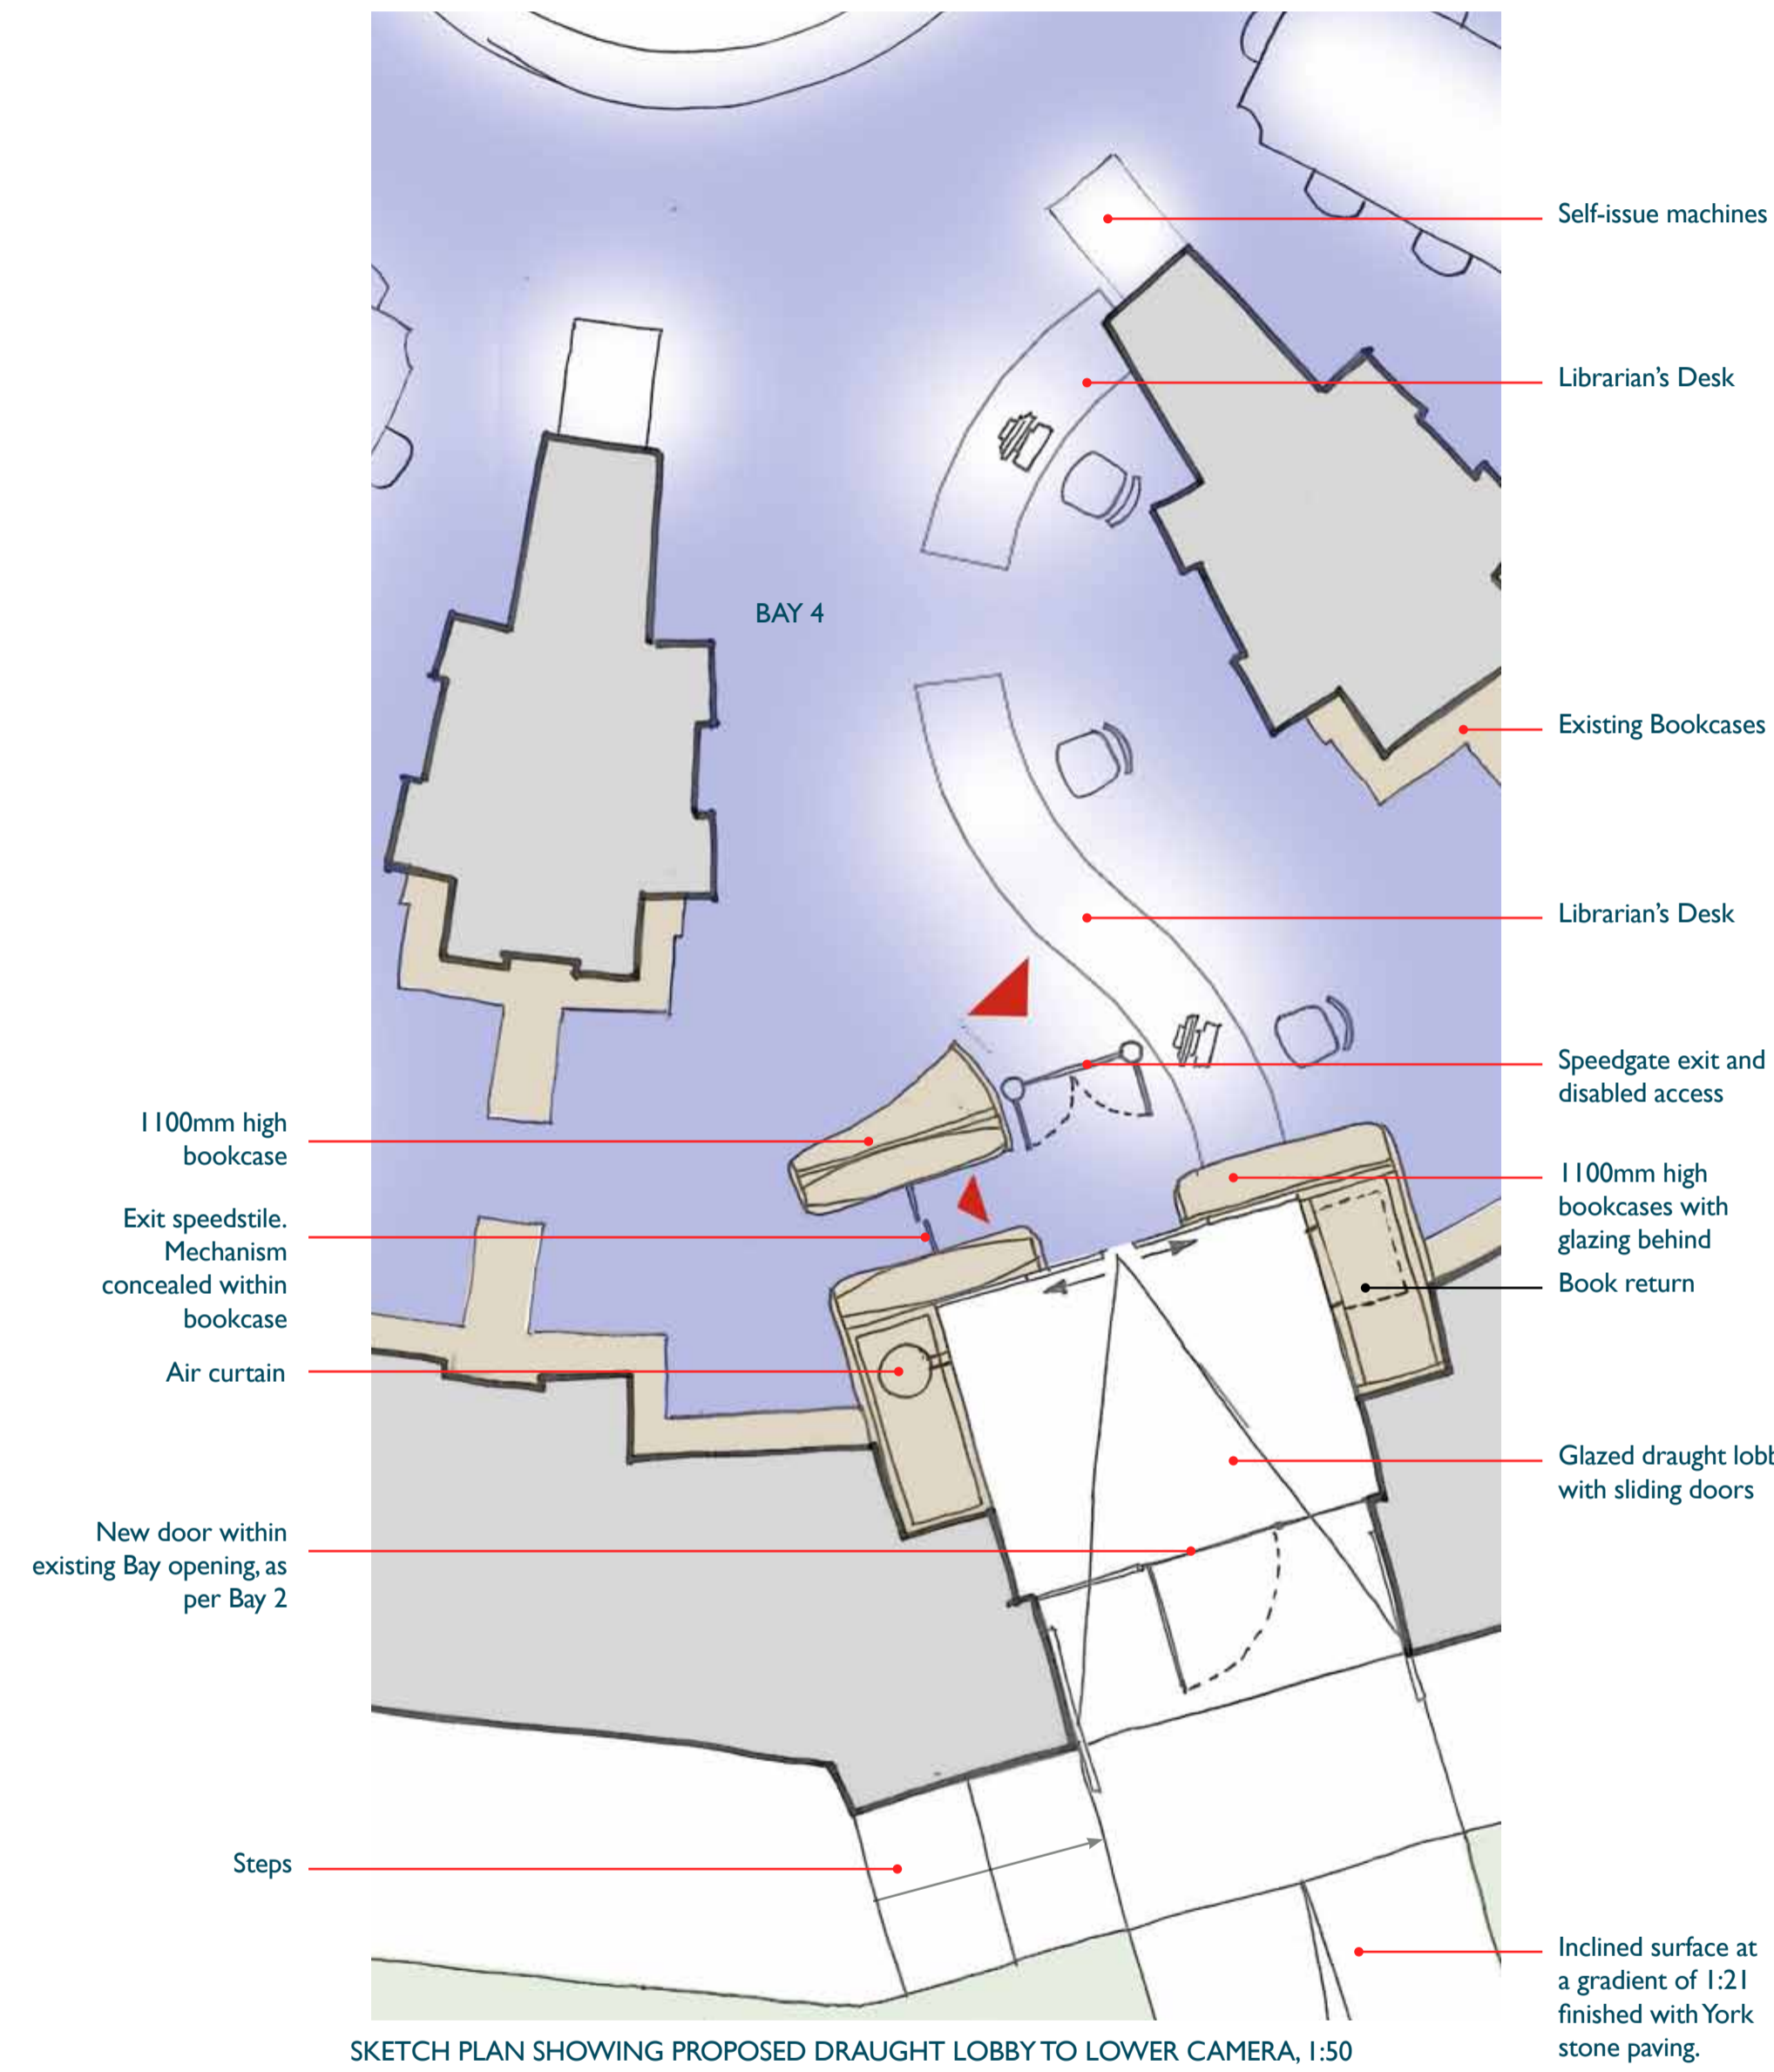 Self-issue machines
Librarian's Desk
BAY 4
Existing Bookcases
Librarian's Desk
Speedgate exit and
disabled access
1100mm high
bookcase
1100mm high
bookcases with
glazing behind
Exit speedstile.
Mechanism
concealed within
bookcase
Book return
Air curtain
Glazed draught lobb
with sliding doors
New door within
existing Bay opening, as
per Bay 2
Steps
Inclined surface at
a gradient of 1:21
finished with York
stone paving.
SKETCH PLAN SHOWING PROPOSED DRAUGHT LOBBY TO LOWER CAMERA, 1:50